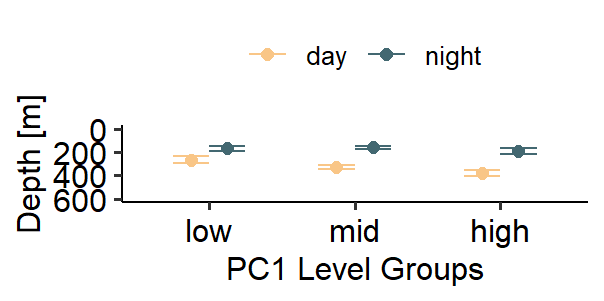 day night
Depth [m]
0
200
400
600
low mid high
PC1 Level Groups